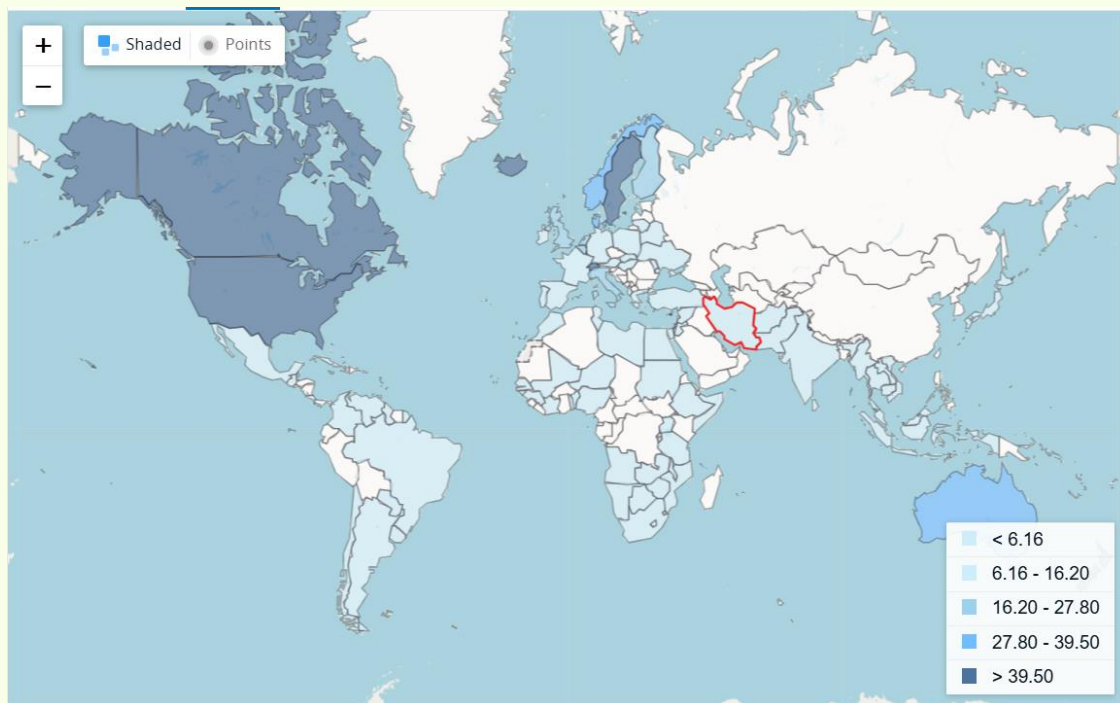 +
Shaded
Points
−
< 6.16
6.16 - 16.20
16.20 - 27.80
27.80 - 39.50
> 39.50